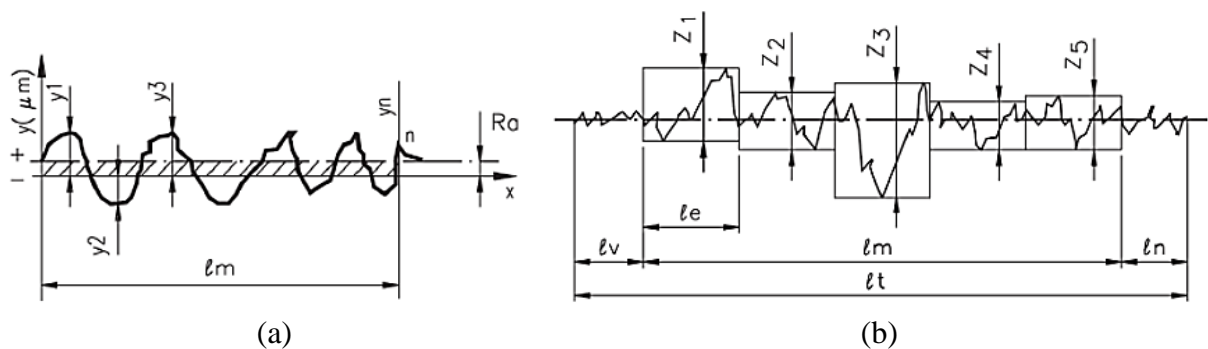 y( μm)
y1
y3
yn
n
Ra
+
−
x
y2
ℓm
(a)
Z1
Z2
Z3
Z4
Z5
ℓe
ℓv
ℓm
ℓn
ℓt
(b)